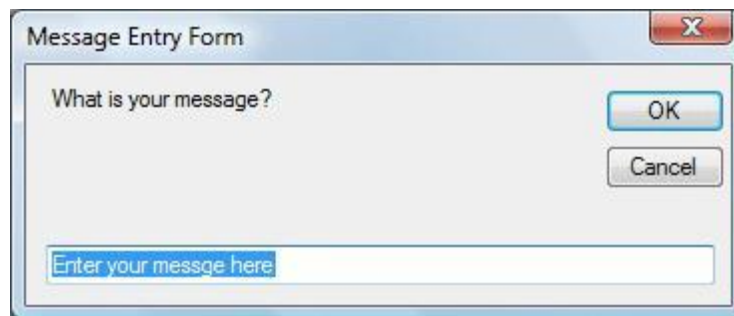 Message Entry Form
What is your message?
OK
Cancel
Enter your messge here